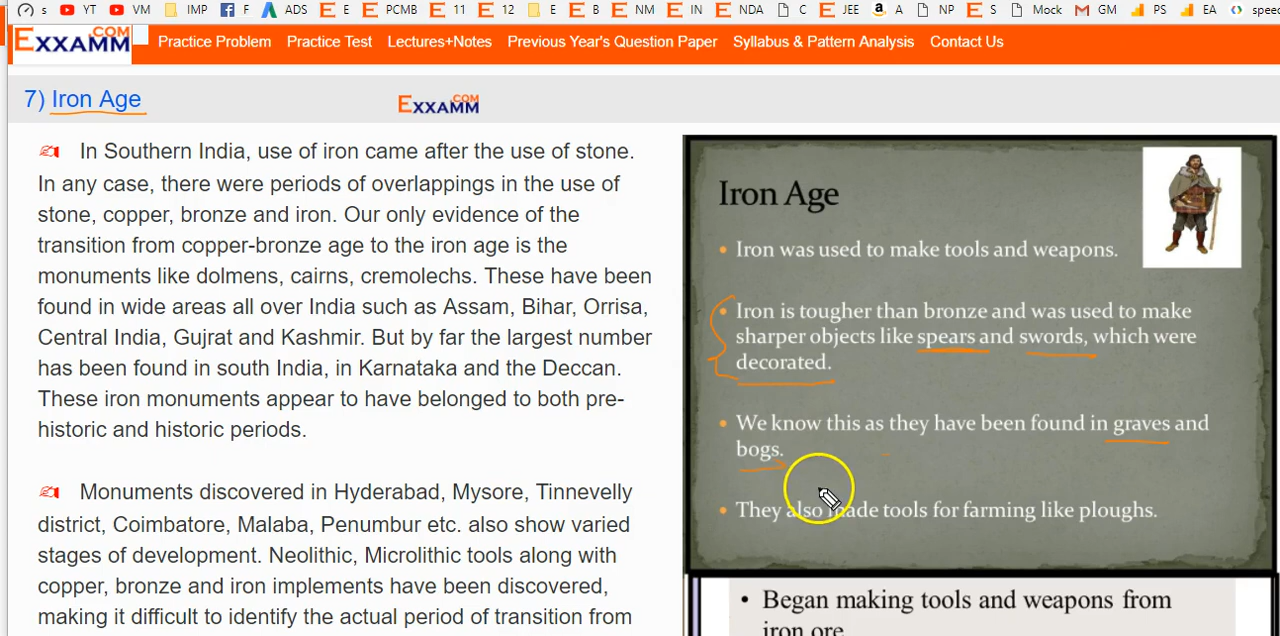 s YT VM IMP F ADS E PCMB 11 12 E B NM IN NDA C JEE A NP S Mock GM PS EA speed
EXXAMM.COM
Practice Problem Practice Test Lectures+Notes Previous Year's Question Paper Syllabus & Pattern Analysis Contact Us
7) Iron Age
EXXAMM.COM
In Southern India, use of iron came after the use of stone.
In any case, there were periods of overlappings in the use of
stone, copper, bronze and iron. Our only evidence of the
transition from copper-bronze age to the iron age is the
monuments like dolmens, cairns, cremolechs. These have been
found in wide areas all over India such as Assam, Bihar, Orrisa,
Central India, Gujrat and Kashmir. But by far the largest number
has been found in south India, in Karnataka and the Deccan.
These iron monuments appear to have belonged to both pre-
historic and historic periods.
Monuments discovered in Hyderabad, Mysore, Tinnevelly
district, Coimbatore, Malaba, Penumbur etc. also show varied
stages of development. Neolithic, Microlithic tools along with
copper, bronze and iron implements have been discovered,
making it difficult to identify the actual period of transition from
Iron Age
• Iron was used to make tools and weapons.
• Iron is tougher than bronze and was used to make
sharper objects like spears and swords, which were
decorated.
• We know this as they have been found in graves and
bogs.
• They also made tools for farming like ploughs.
• Began making tools and weapons from
iron ore